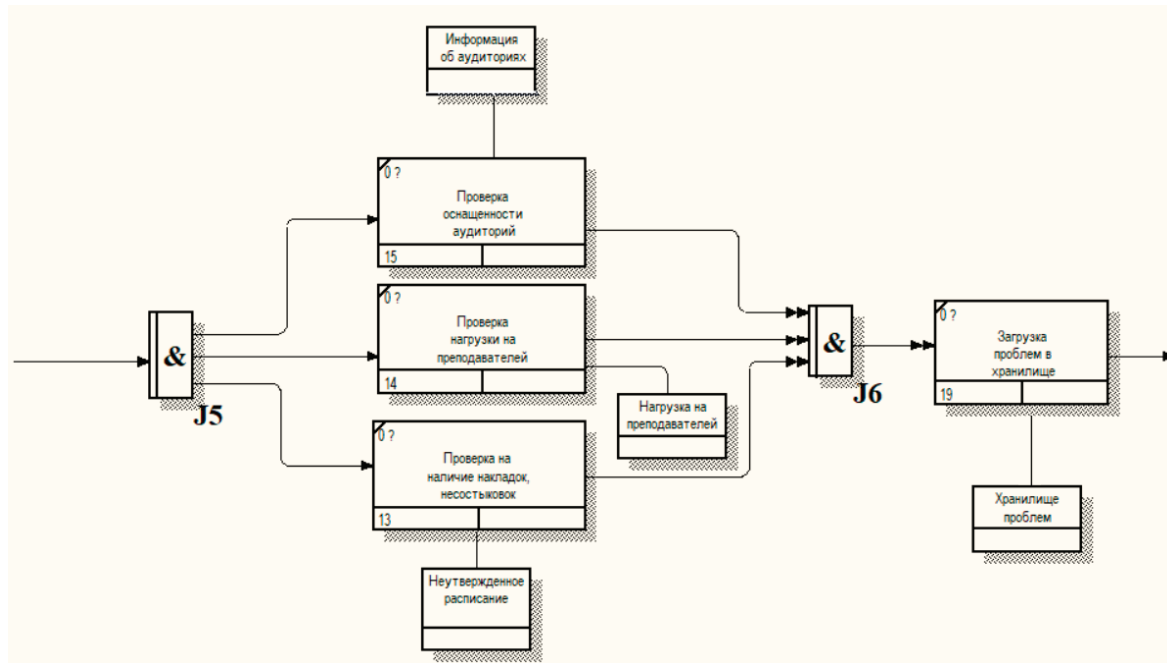 Информация
об аудиториях
0 ?
Проверка
оснащенности
аудиторий
15
0 ?
Проверка
нагрузки на
преподавателей
14
&
J5
&
J6
0 ?
Загрузка
проблем в
хранилище
19
Нагрузка на
преподавателей
0 ?
Проверка на
наличие накладок,
несостыковок
13
Хранилище
проблем
Неутвержденное
расписание